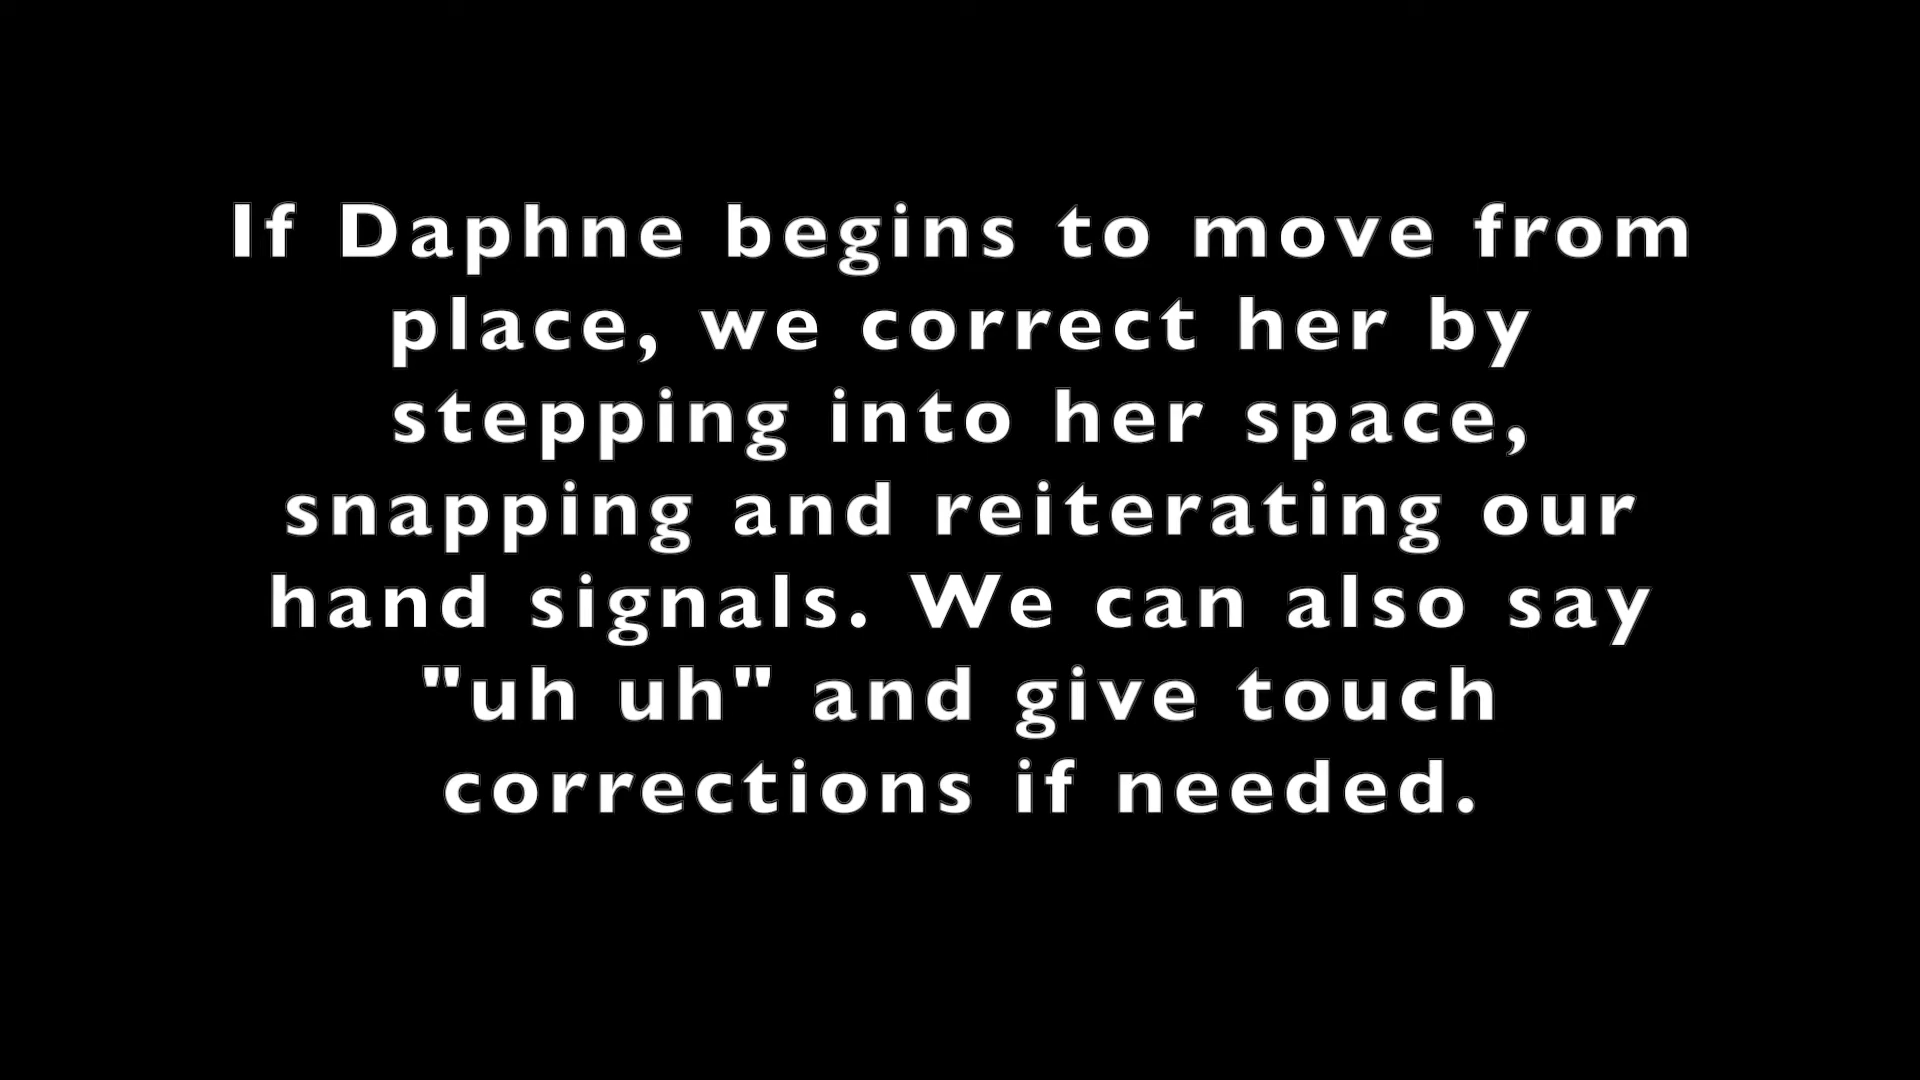 If Daphne begins to move from
place, we correct her by
stepping into her space,
snapping and reiterating our
hand signals. We can also say
"uh uh" and give touch
corrections if needed.